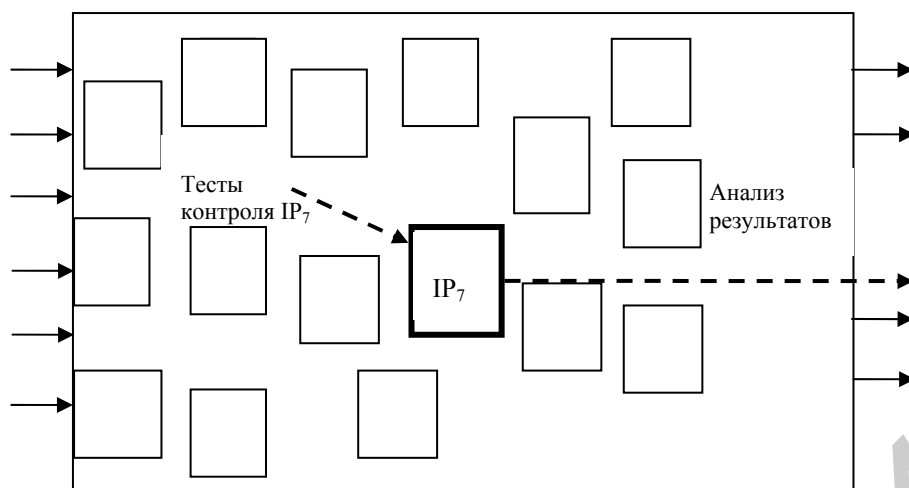 Тесты
контроля IP₇
Анализ
результатов
IP₇